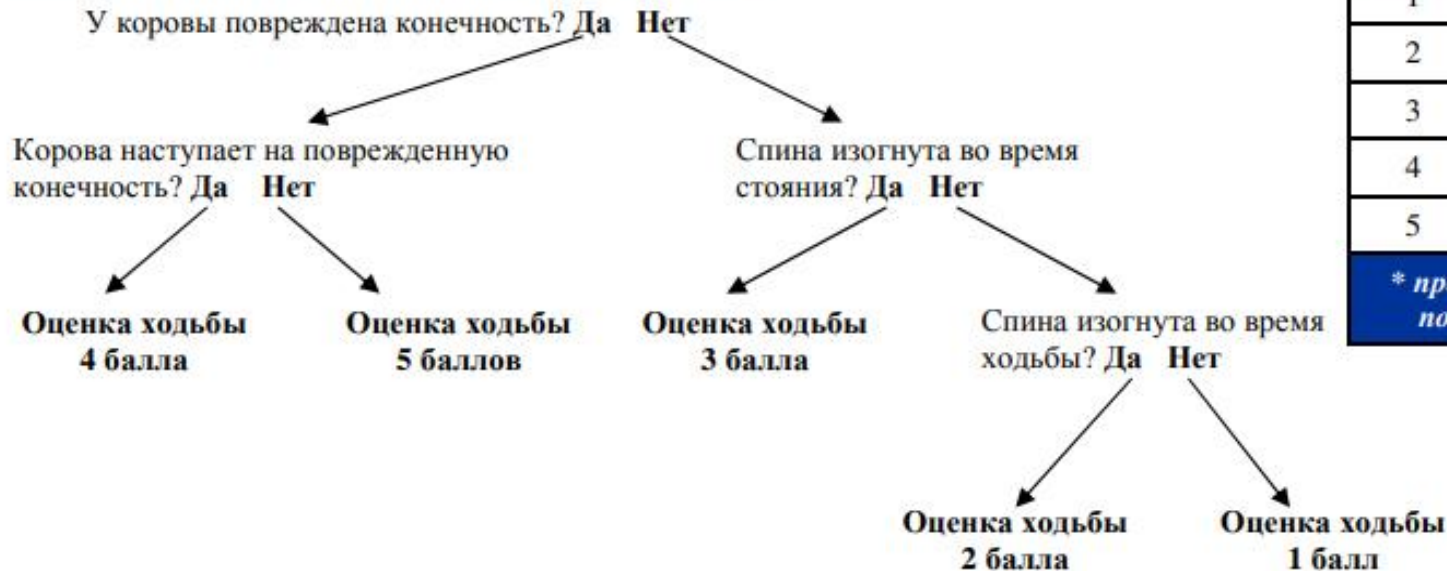 У коровы повреждена конечность? Да Нет
Корова наступает на поврежденную
конечность? Да Нет
Спина изогнута во время
стояния? Да Нет
Оценка ходьбы
4 балла
Оценка ходьбы
5 баллов
Оценка ходьбы
3 балла
Спина изогнута во время
ходьбы? Да Нет
Оценка ходьбы
2 балла
Оценка ходьбы
1 балл
2
3
4
5